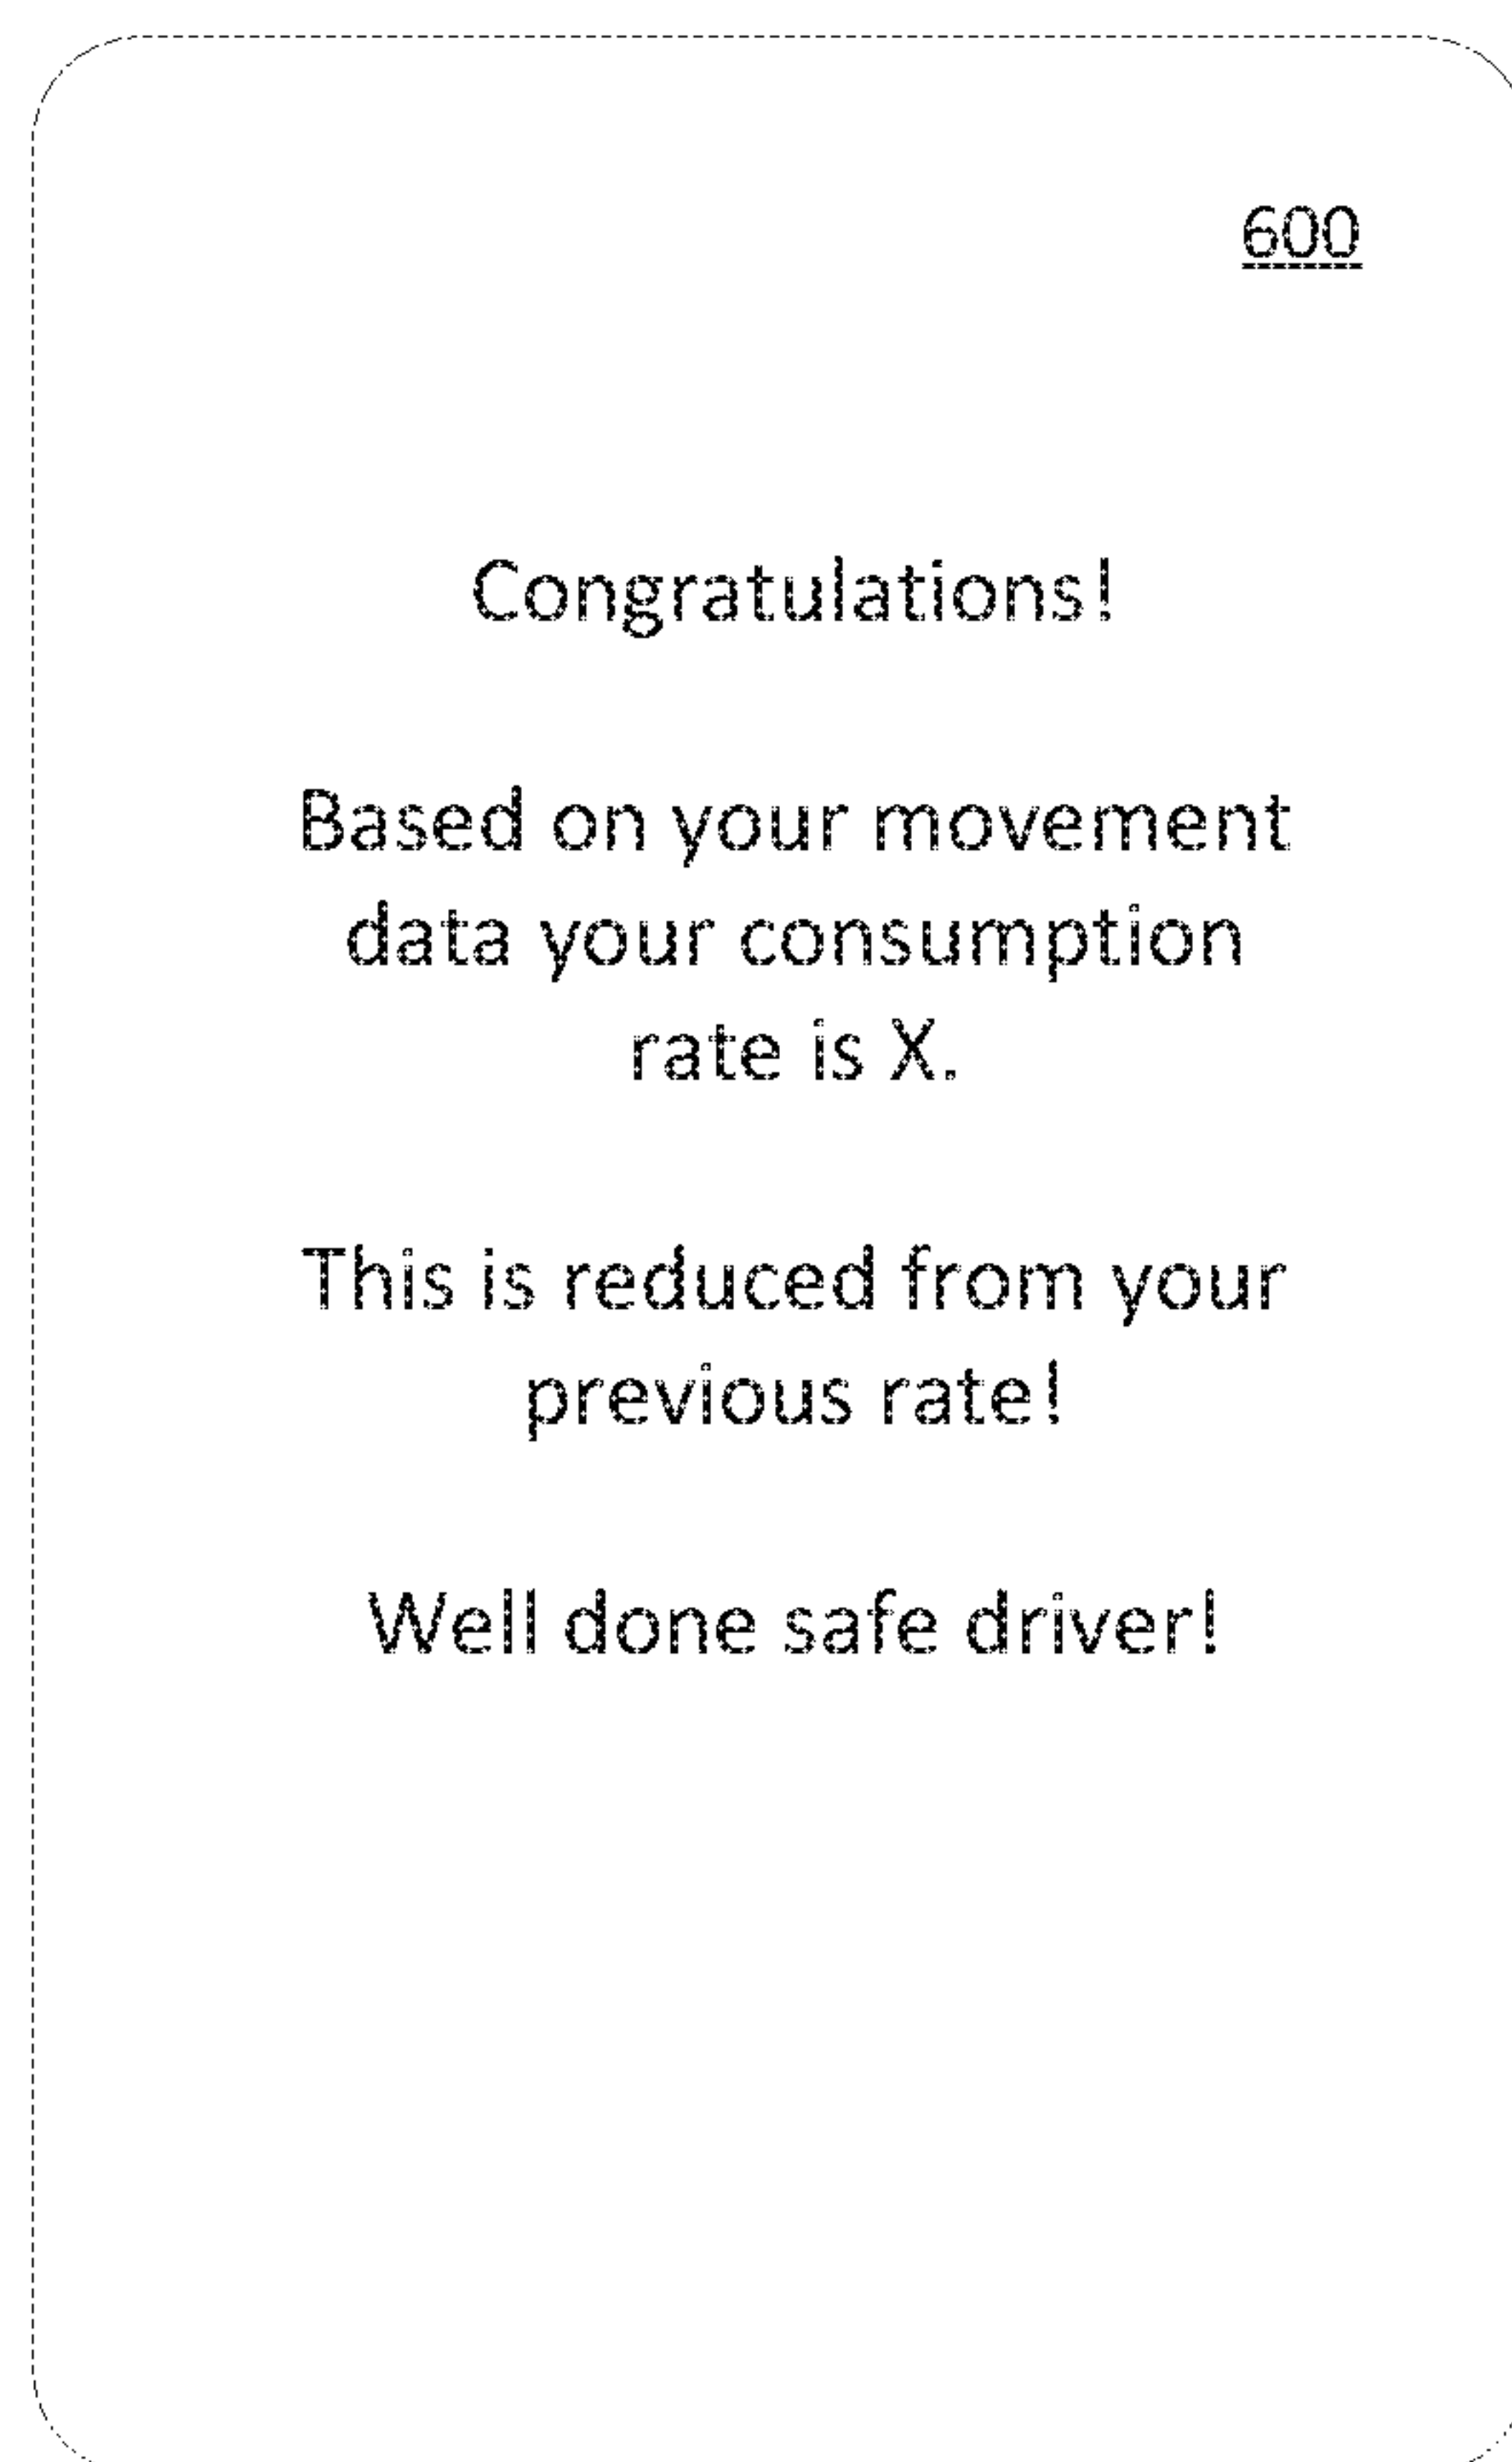 600
Congratulations!
Based on your movement
data your consumption
rate is X.
This is reduced from your
previous rate!
Well done safe driver!